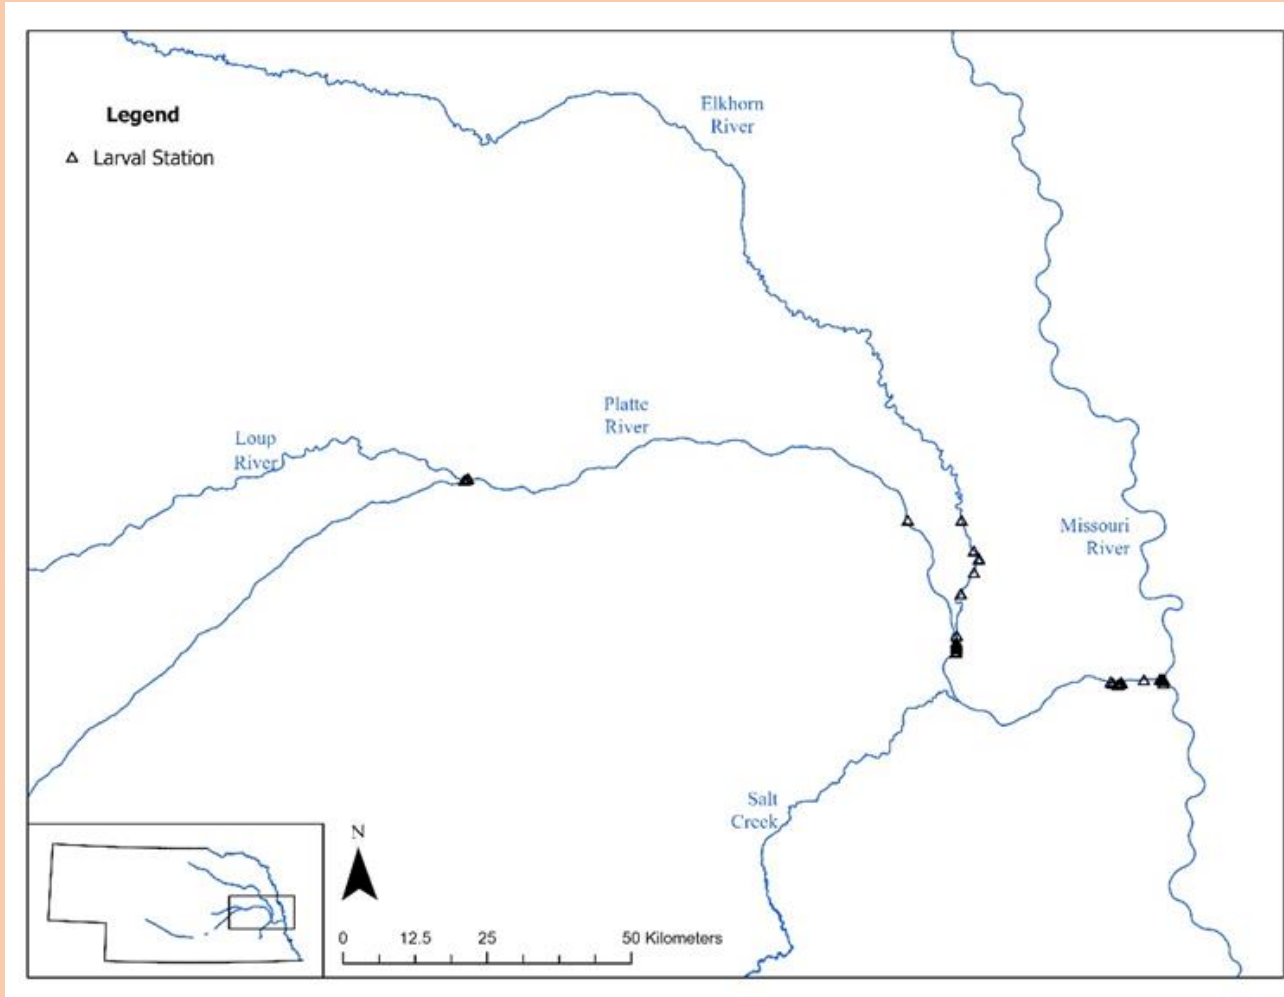 Legend
Larval Station
Elkhorn
River
Platte
River
Loup
River
Missouri
River
Salt
Creek
N
0 12.5 25 50 Kilometers